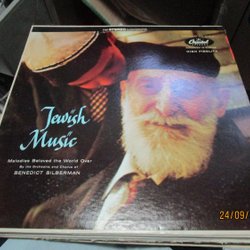 STEREO
Capitol
HIGH FIDELITY
Jewish
Music
Melodies Beloved the World Over
By the Orchestra and Chorus of
BENEDICT SILBERMAN
24/09/